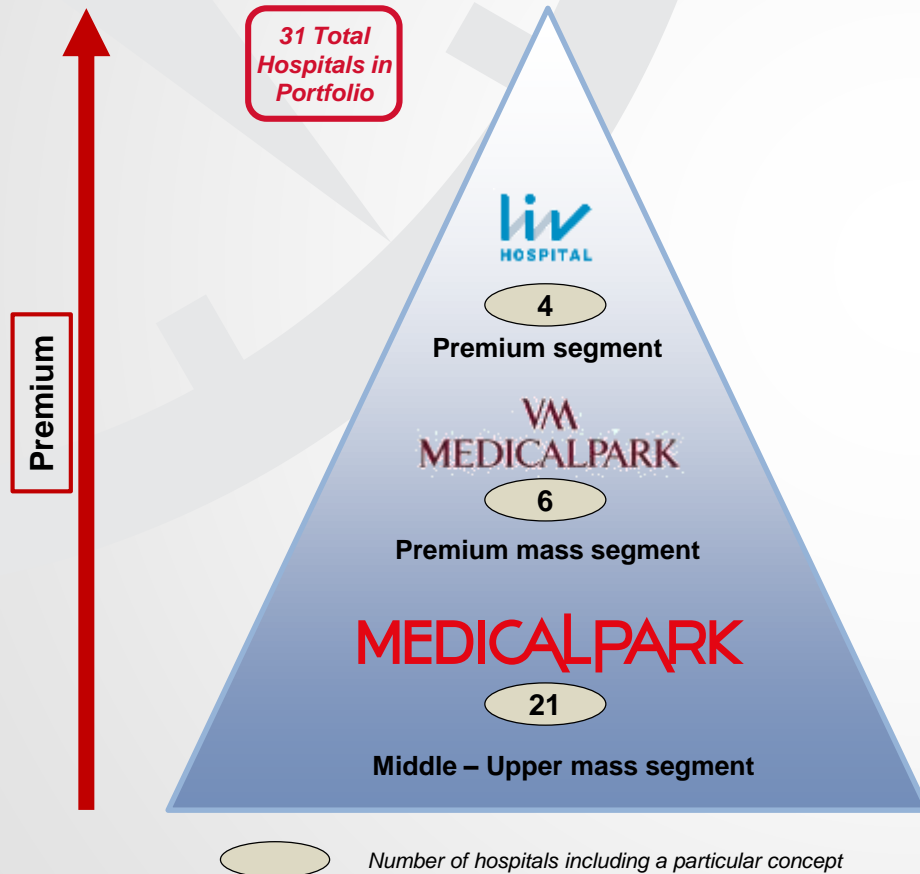 31 Total
Hospitals in
Portfolio
liv
HOSPITAL
4
Premium segment
Premium
VM
MEDICALPARK
6
Premium mass segment
MEDICALPARK
21
Middle – Upper mass segment
Number of hospitals including a particular concept